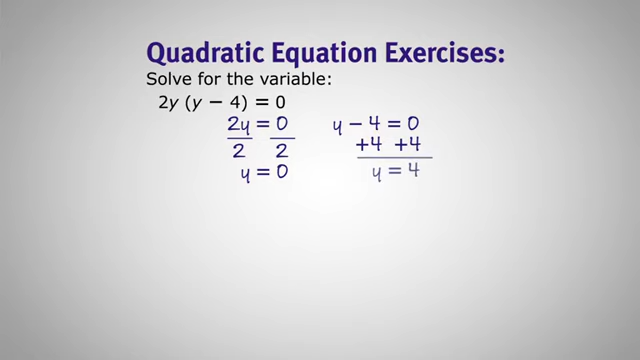 Quadratic Equation Exercises:
Solve for the variable:
2y (y − 4) = 0
2y = 0   y − 4 = 0
2   2   +4 +4
y = 0   y = 4